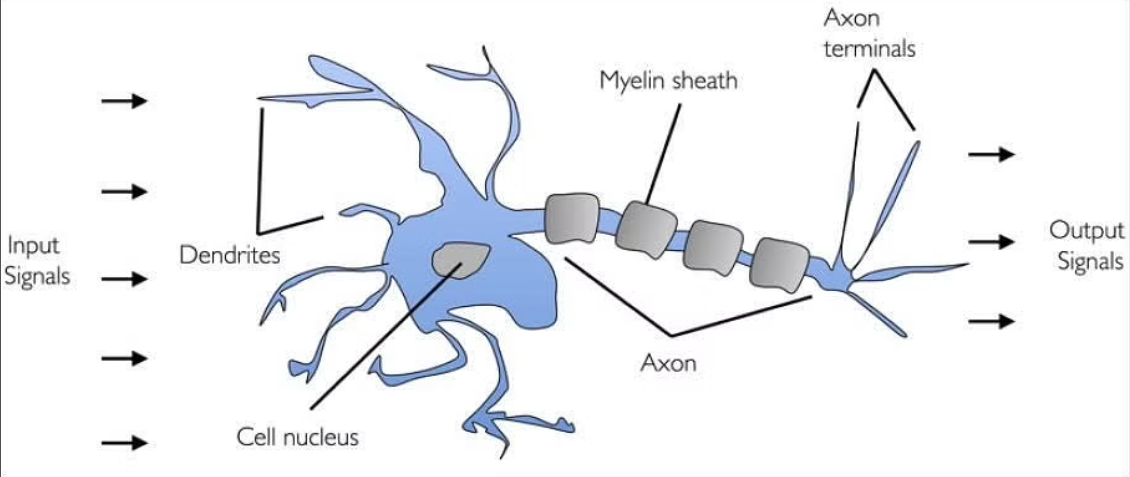 Axon
terminals
Myelin sheath
Input
Signals
Dendrites
Output
Signals
Axon
Cell nucleus